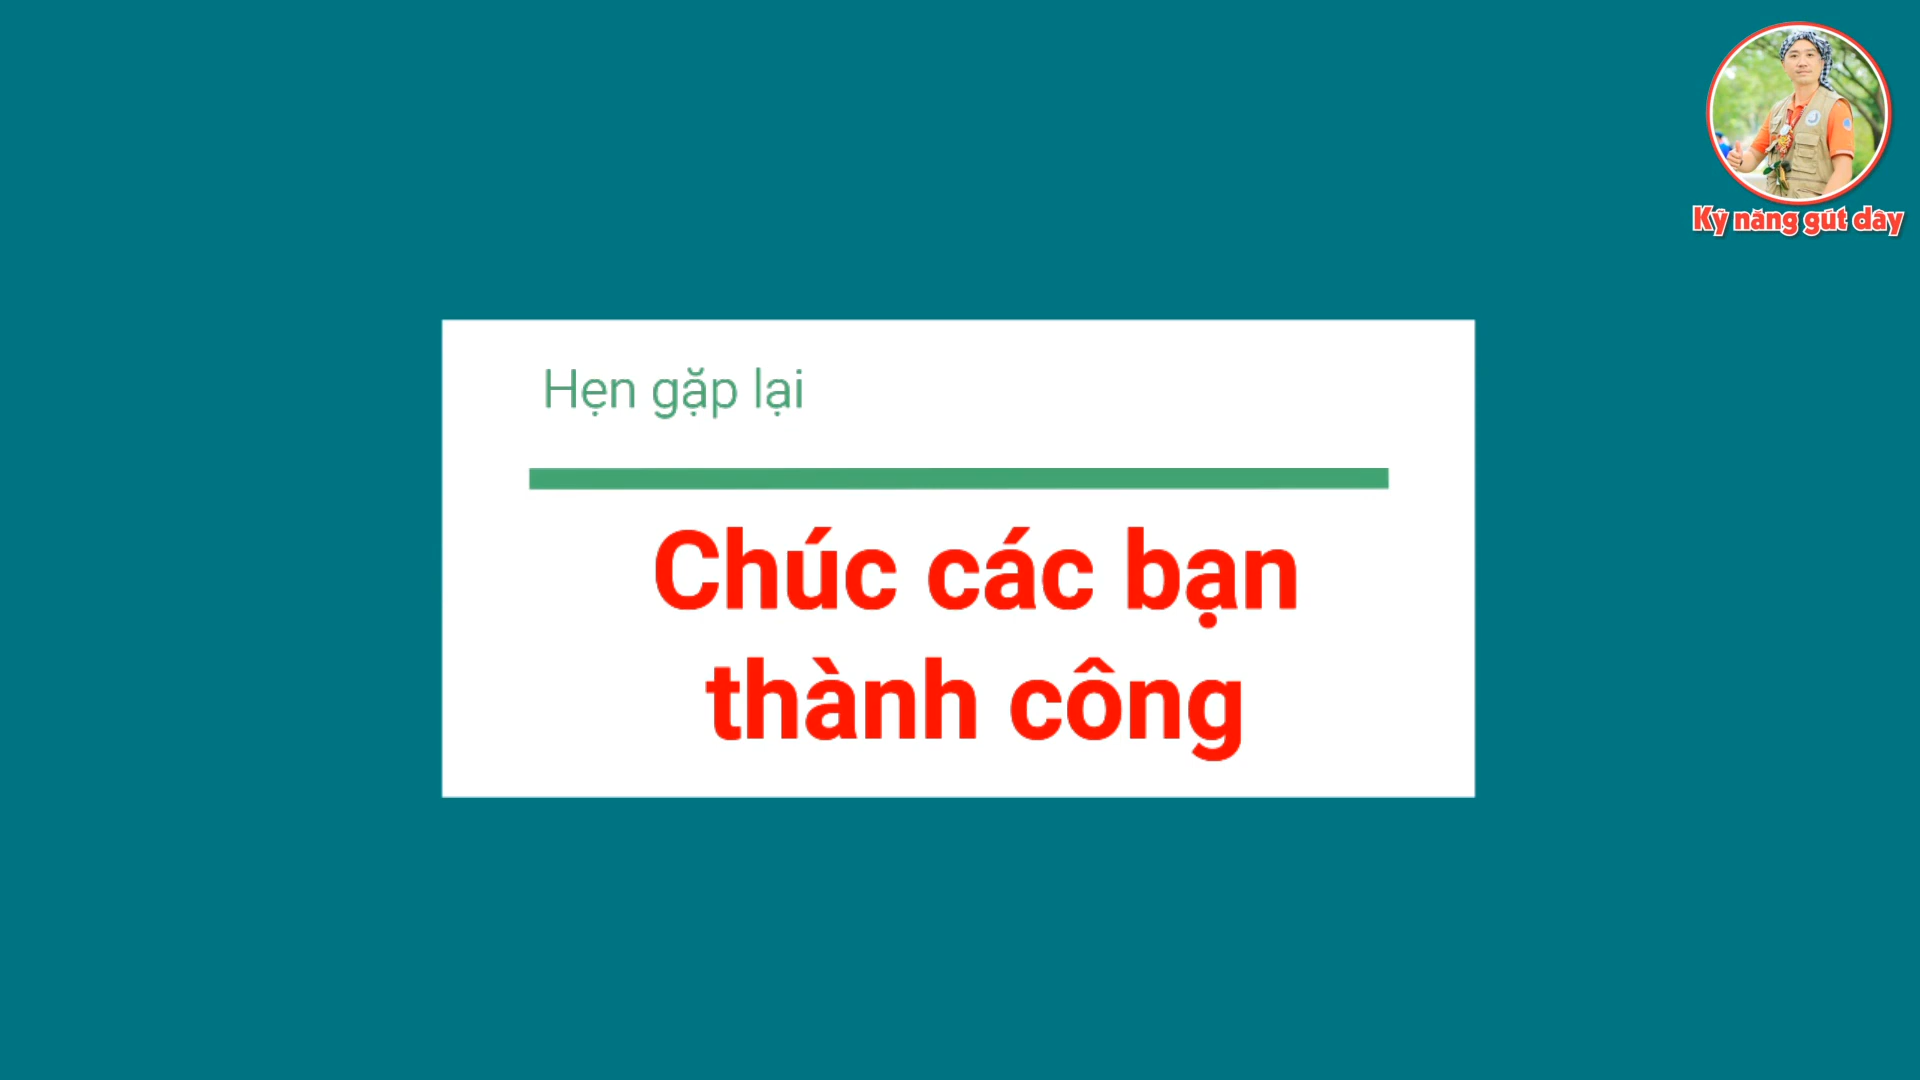 Kỹ năng gút dây
Hẹn gặp lại
Chúc các bạn
thành công